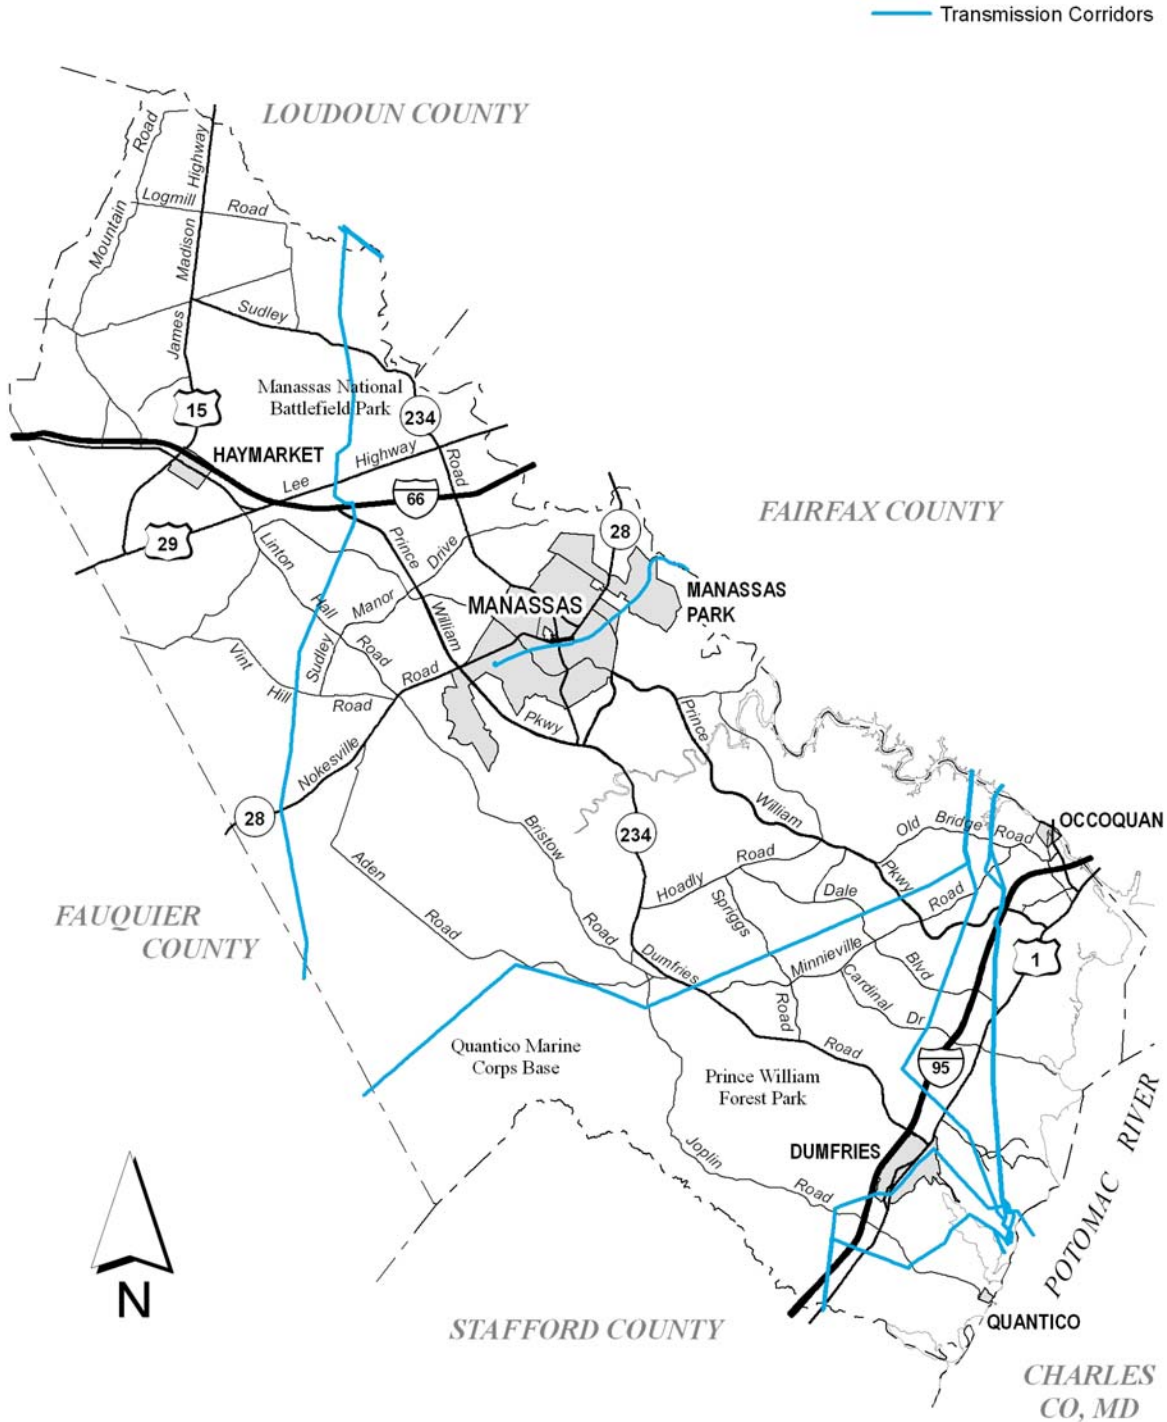 Transmission Corridors
LOUDOUN COUNTY
Road
Mountain
Logmill
Road
Highway
Madison
James
Sudley
Manassas National
Battlefield Park
15
234
HAYMARKET
Lee
Highway
Road
66
29
28
FAIRFAX COUNTY
Linton
Hall
Road
Prince
William
Manor
Drive
Sudley
MANASSAS
MANASSAS
PARK
Vint
Hill
Road
Road
Nokesville
Pkwy
28
Prince
William
Pkwy
234
Bristow
Road
Old
Bridge
Road
OCCOQUAN
Aden
Road
Hoadly
Road
Spriggs
Road
Dale
Blvd
Road
Minnieville
Cardinal
Dr
1
FAUQUIER
COUNTY
Dumfries
Road
Quantico Marine
Corps Base
Prince William
Forest Park
95
DUMFRIES
Joplin
Road
POTOMAC RIVER
N
QUANTICO
STAFFORD COUNTY
CHARLES
CO, MD